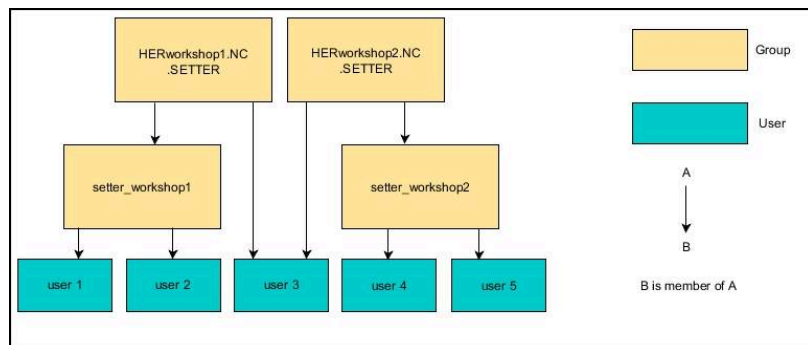 HERworkshop1.NC
.SETTER
HERworkshop2.NC
.SETTER
Group
User
setter_workshop1
setter_workshop2
A
B
user 1
user 2
user 3
user 4
user 5
B is member of A